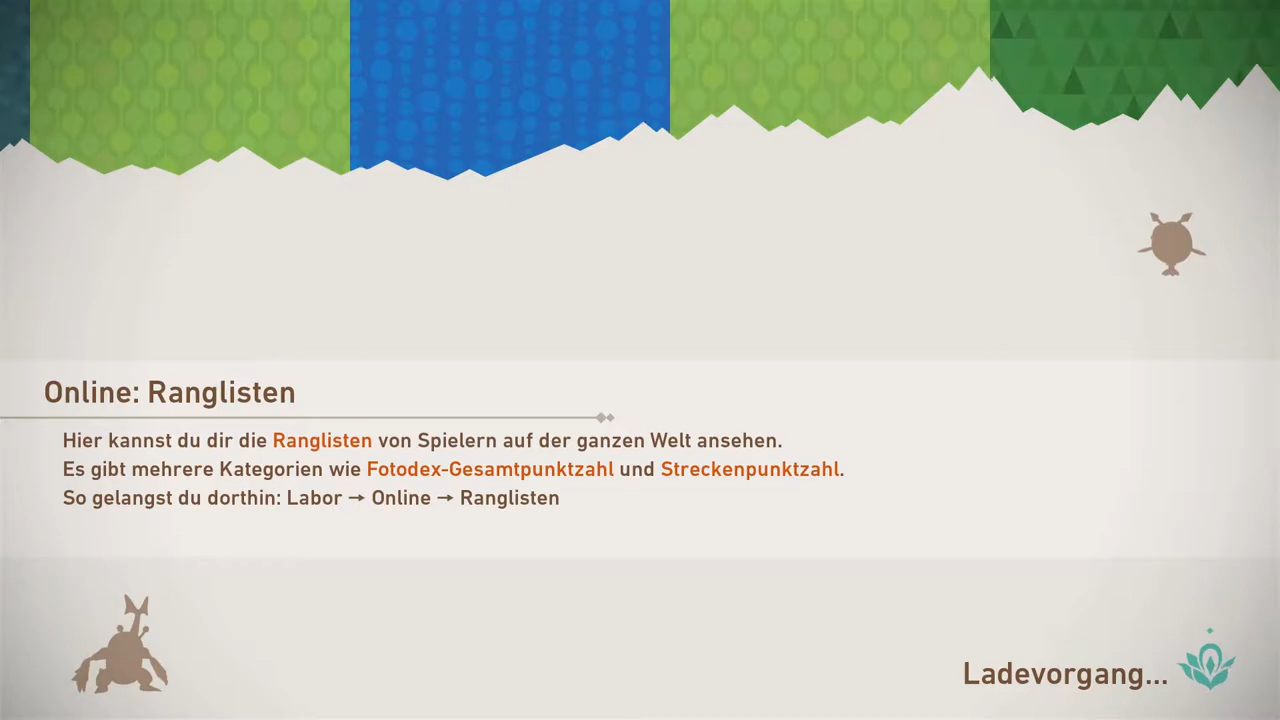 Online: Ranglisten
Hier kannst du dir die Ranglisten von Spielern auf der ganzen Welt ansehen.
Es gibt mehrere Kategorien wie Fotodex-Gesamtpunktzahl und Streckenpunktzahl.
So gelangst du dorthin: Labor → Online → Ranglisten
Ladevorgang...